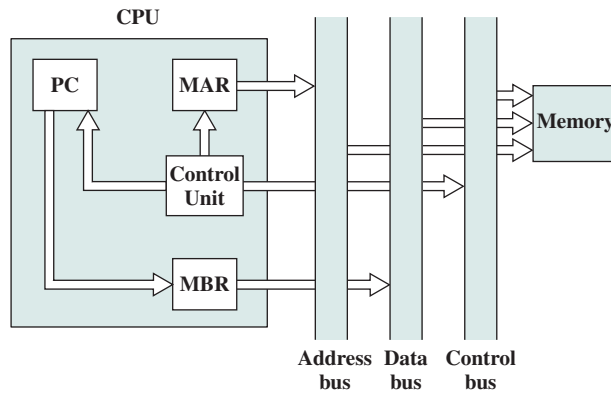 CPU
PC
MAR
Memory
Control
Unit
MBR
Address
bus
Data
bus
Control
bus